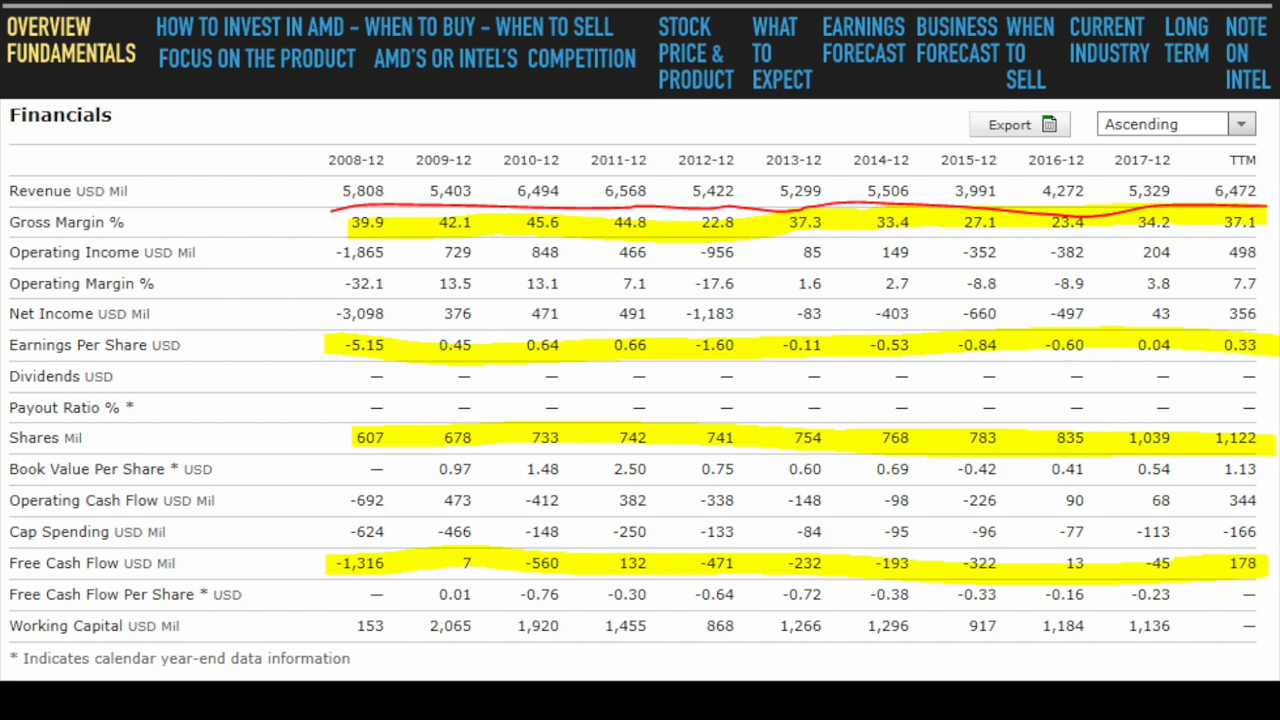 OVERVIEW FUNDAMENTALS
HOW TO INVEST IN AMD – WHEN TO BUY - WHEN TO SELL
FOCUS ON THE PRODUCT AMD'S OR INTEL'S COMPETITION
STOCK PRICE & PRODUCT
WHAT TO EXPECT
EARNINGS FORECAST
BUSINESS FORECAST
WHEN TO SELL
CURRENT INDUSTRY
LONG TERM
NOTE ON INTEL
Financials
Export
Ascending
2008-12 2009-12 2010-12 2011-12 2012-12 2013-12 2014-12 2015-12 2016-12 2017-12 TTM
Revenue USD Mil 5,808 5,403 6,494 6,568 5,422 5,299 5,506 3,991 4,272 5,329 6,472
Gross Margin % 39.9 42.1 45.6 44.8 22.8 37.3 33.4 27.1 23.4 34.2 37.1
Operating Income USD Mil -1,865 729 848 466 -956 85 149 -352 -382 204 498
Operating Margin % -32.1 13.5 13.1 7.1 -17.6 1.6 2.7 -8.8 -8.9 3.8 7.7
Net Income USD Mil -3,098 376 471 491 -1,183 -83 -403 -660 -497 43 356
Earnings Per Share USD -5.15 0.45 0.64 0.66 -1.60 -0.11 -0.53 -0.84 -0.60 0.04 0.33
Dividends USD — — — — — — — — — — —
Payout Ratio % * — — — — — — — — — — —
Shares Mil 607 678 733 742 741 754 768 783 835 1,039 1,122
Book Value Per Share * USD — 0.97 1.48 2.50 0.75 0.60 0.69 -0.42 0.41 0.54 1.13
Operating Cash Flow USD Mil -692 473 -412 382 -338 -148 -98 -226 90 68 344
Cap Spending USD Mil -624 -466 -148 -250 -133 -84 -95 -96 -77 -113 -166
Free Cash Flow USD Mil -1,316 7 -560 132 -471 -232 -193 -322 13 -45 178
Free Cash Flow Per Share * USD — 0.01 -0.76 -0.30 -0.64 -0.72 -0.38 -0.33 -0.16 -0.23 —
Working Capital USD Mil 153 2,065 1,920 1,455 868 1,266 1,296 917 1,184 1,136 —
* Indicates calendar year-end data information